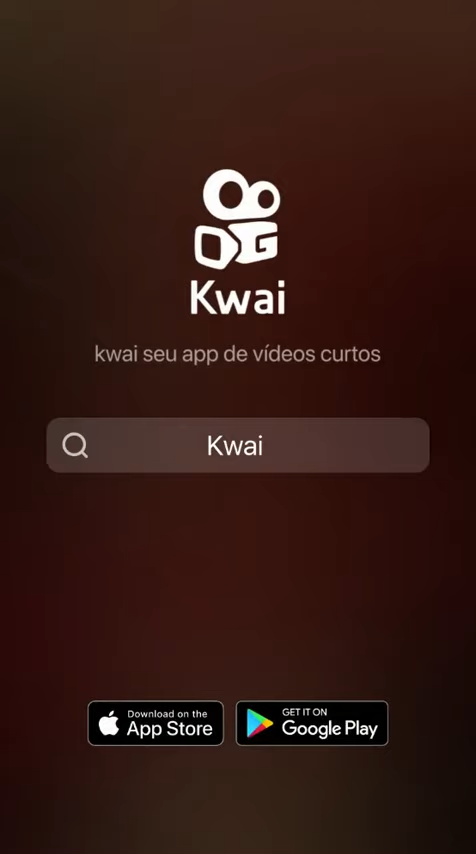 Kwai
kwai seu app de vídeos curtos
Kwai
Download on the
App Store
GET IT ON
Google Play